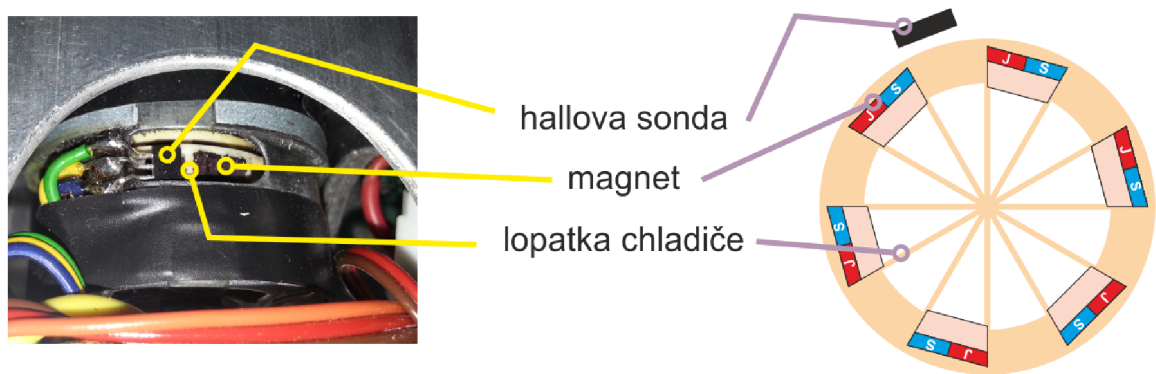 hallova sonda
magnet
lopatka chladiče
J S
J S
J S
S J
S J
S J